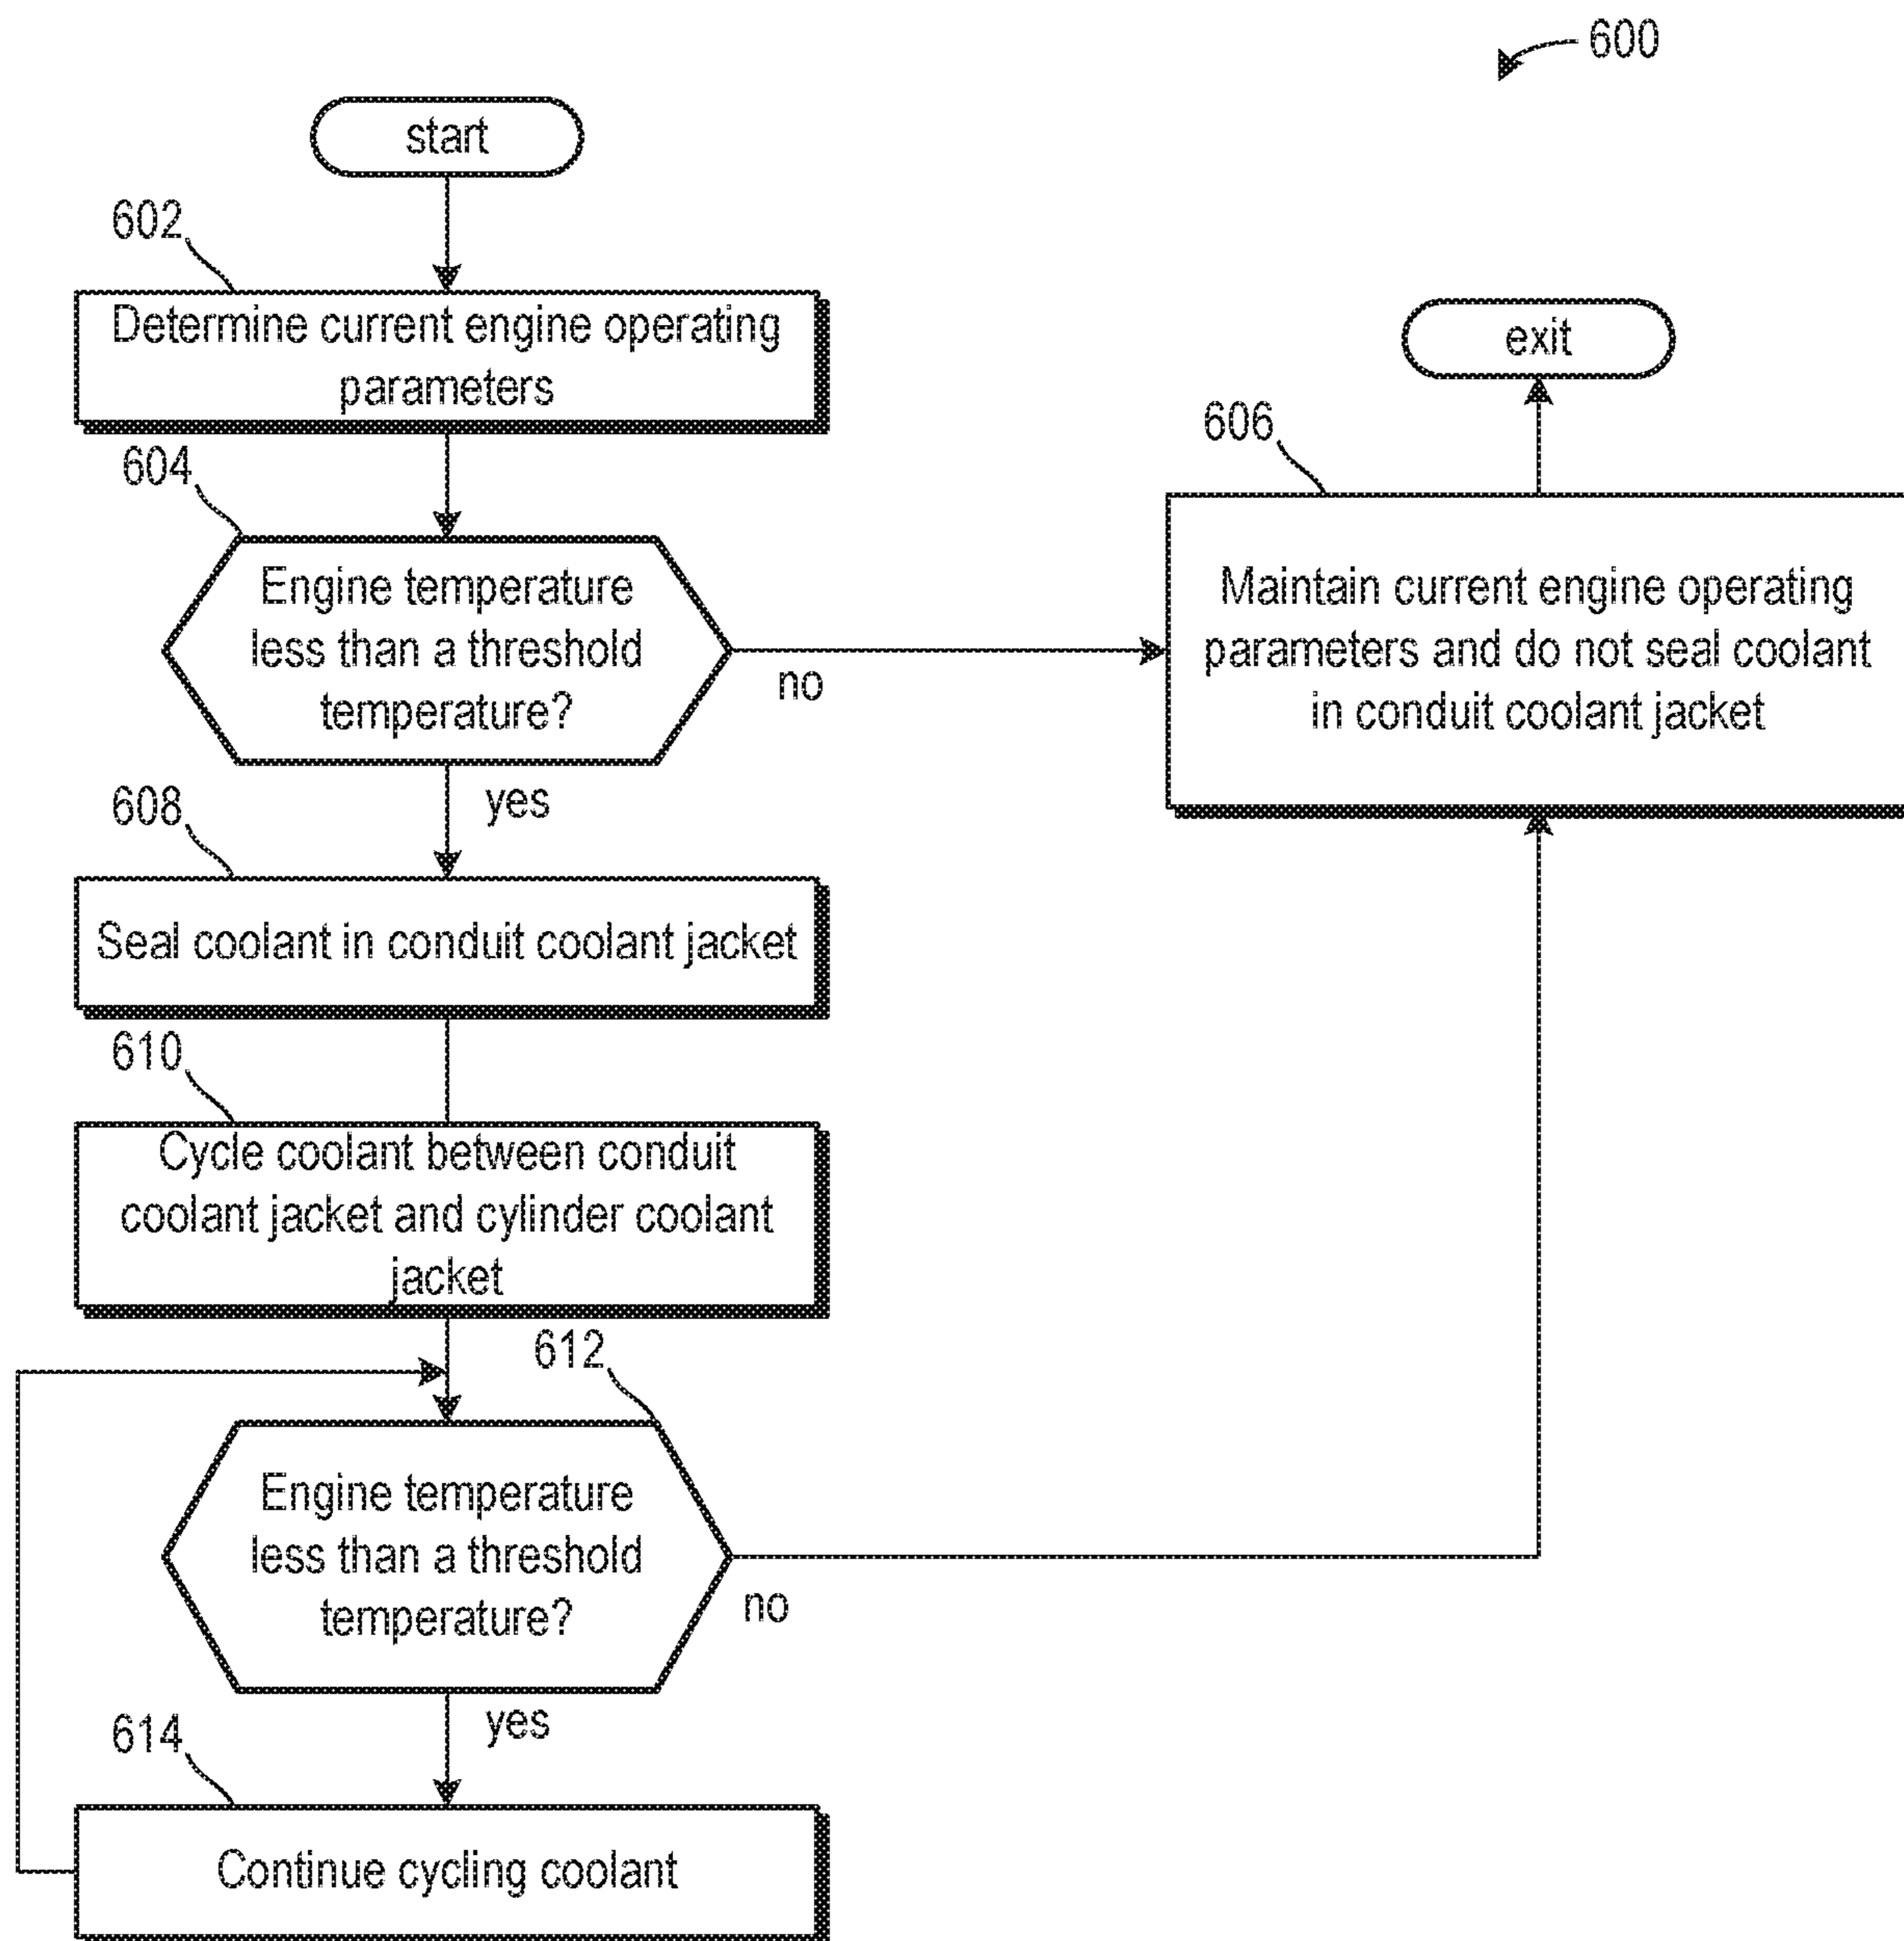 600
start
602
Determine current engine operating
parameters
604
Engine temperature
less than a threshold
temperature?
no
yes
exit
606
Maintain current engine operating
parameters and do not seal coolant
in conduit coolant jacket
608
Seal coolant in conduit coolant jacket
610
Cycle coolant between conduit
coolant jacket and cylinder coolant
jacket
612
Engine temperature
less than a threshold
temperature?
no
yes
614
Continue cycling coolant